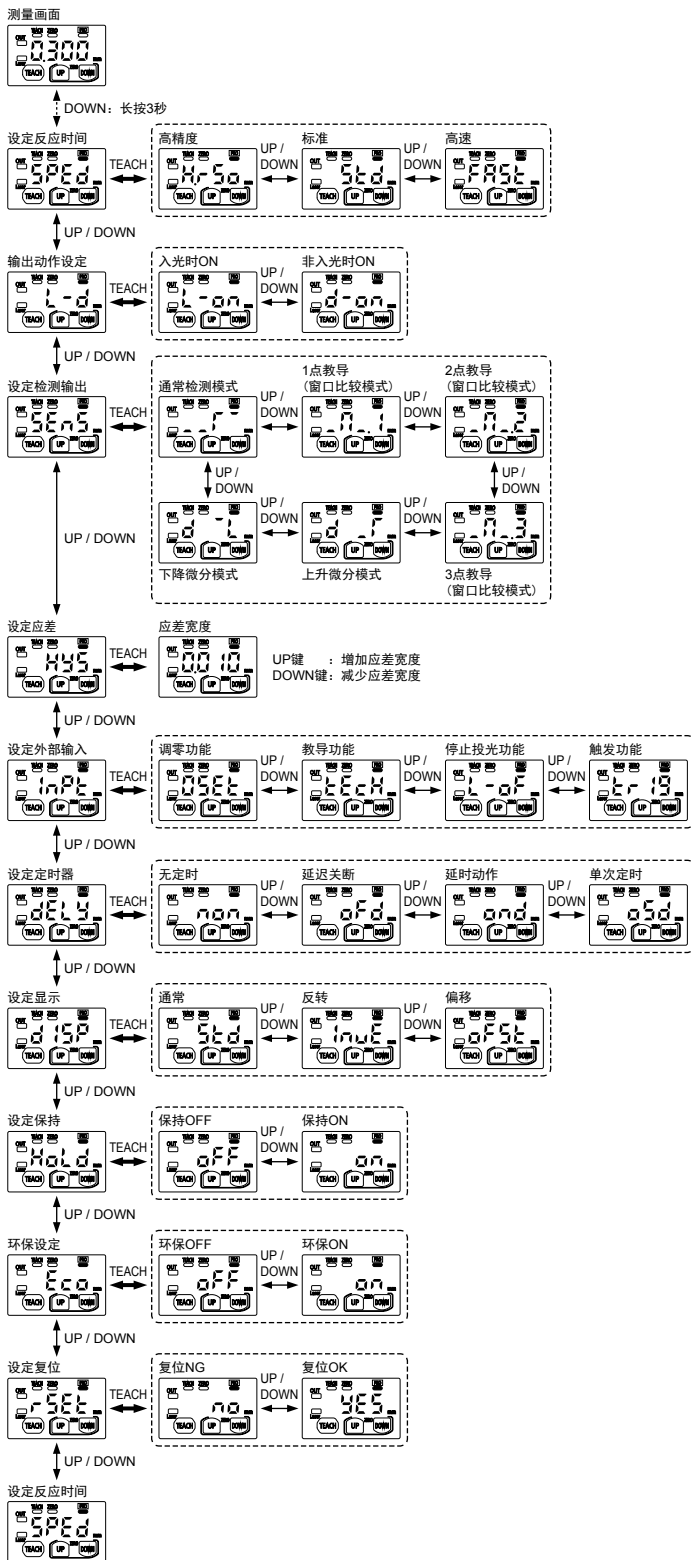 测量画面
0.300
DOWN：长按3秒
设定反应时间
SPEd
TEACH
高精度
HrSo
UP / DOWN
标准
Std
UP / DOWN
高速
FASt
UP / DOWN
输出动作设定
L-d
TEACH
入光时ON
L-on
UP / DOWN
非入光时ON
d-on
UP / DOWN
设定检测输出
SEnS
TEACH
通常检测模式
UP / DOWN
1点教导
(窗口比较模式)
UP / DOWN
2点教导
(窗口比较模式)
UP / DOWN
UP / DOWN
UP / DOWN
UP / DOWN
下降微分模式
上升微分模式
3点教导
(窗口比较模式)
UP / DOWN
设定应差
HYS
TEACH
应差宽度
0.010
UP键　：增加应差宽度
DOWN键：减少应差宽度
UP / DOWN
设定外部输入
InPt
TEACH
调零功能
0SEt
UP / DOWN
教导功能
tEcH
UP / DOWN
停止投光功能
L-oF
UP / DOWN
触发功能
trig
UP / DOWN
设定定时器
dELY
TEACH
无定时
non
UP / DOWN
延迟关断
oFd
UP / DOWN
延时动作
ond
UP / DOWN
单次定时
oSd
UP / DOWN
设定显示
diSP
TEACH
通常
Std
UP / DOWN
反转
InvE
UP / DOWN
偏移
oFSt
UP / DOWN
设定保持
HoLd
TEACH
保持OFF
oFF
UP / DOWN
保持ON
on
UP / DOWN
环保设定
Eco
TEACH
环保OFF
oFF
UP / DOWN
环保ON
on
UP / DOWN
设定复位
rSEt
TEACH
复位NG
no
UP / DOWN
复位OK
YES
UP / DOWN
设定反应时间
SPEd